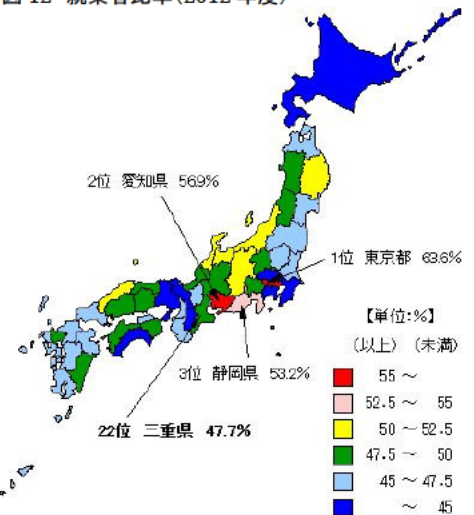 図12 就業者比率(2012年度)
2位 愛知県 56.9%
1位 東京都 63.6%
3位 静岡県 53.2%
22位 三重県 47.7%
【単位:%】
(以上) (未満)
55 ～
52.5 ～ 55
50 ～ 52.5
47.5 ～ 50
45 ～ 47.5
～ 45